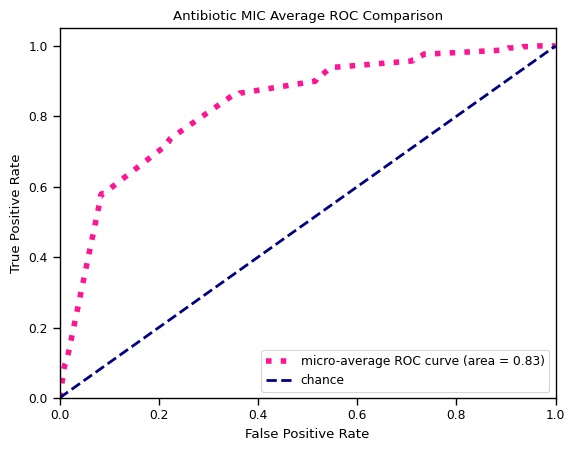 Antibiotic MIC Average ROC Comparison
True Positive Rate
1.0
0.8
0.6
0.4
0.2
0.0
micro-average ROC curve (area = 0.83)
chance
0.0 0.2 0.4 0.6 0.8 1.0
False Positive Rate